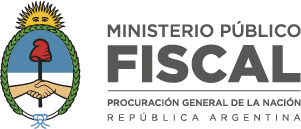 MINISTERIO PÚBLICO
FISCAL
PROCURACIÓN GENERAL DE LA NACIÓN
REPÚBLICA ARGENTINA